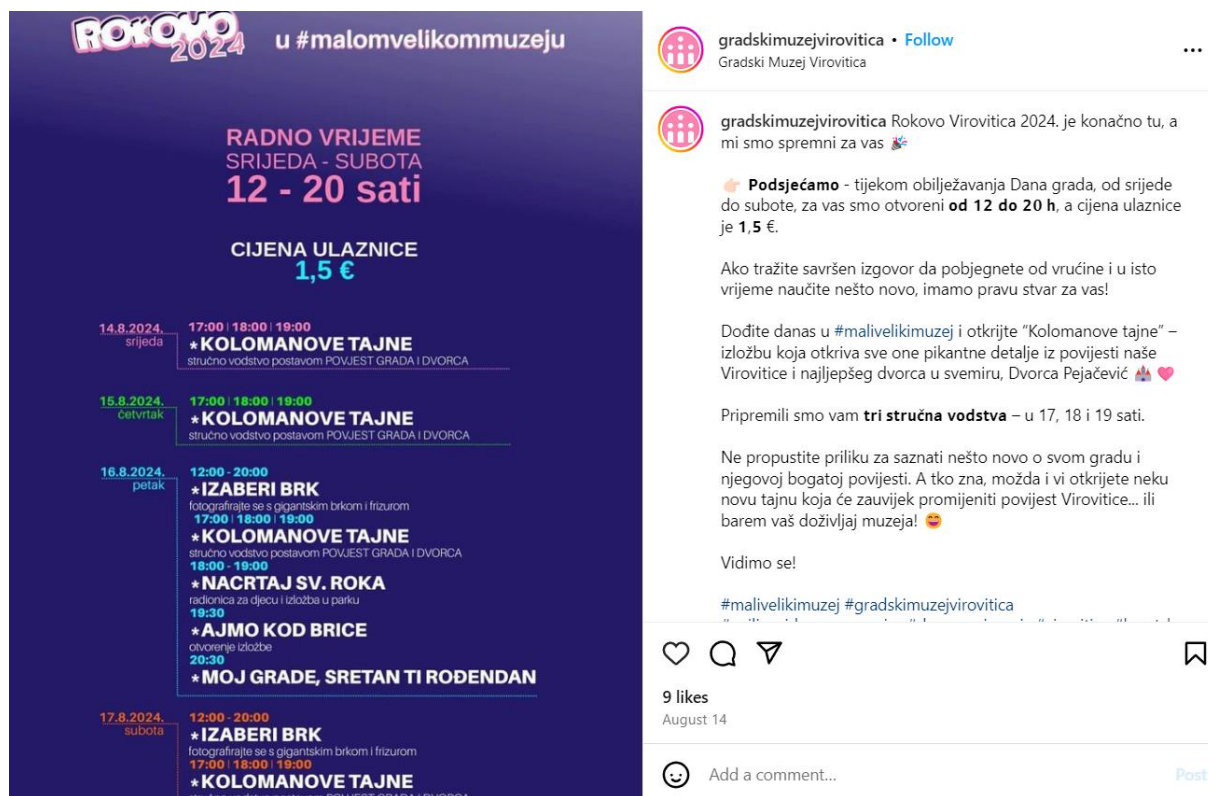 ROKOVO
2024
u #malomvelikommuzeju
RADNO VRIJEME
SRIJEDA - SUBOTA
12 - 20 sati
CIJENA ULAZNICE
1,5 €
14.8.2024.
srijeda
17:00 | 18:00 | 19:00
*KOLOMANOVE TAJNE
stručno vodstvo postavom POVJEST GRADA I DVORCA
15.8.2024.
četvrtak
17:00 | 18:00 | 19:00
*KOLOMANOVE TAJNE
stručno vodstvo postavom POVJEST GRADA I DVORCA
16.8.2024.
petak
12:00 - 20:00
*IZABERI BRK
fotografirajte se s gigantskim brkom i frizurom
17:00 | 18:00 | 19:00
*KOLOMANOVE TAJNE
stručno vodstvo postavom POVJEST GRADA I DVORCA
18:00 - 19:00
*NACRTAJ SV. ROKA
radionica za djecu i izložba u parku
19:30
*AJMO KOD BRICE
otvorenje izložbe
20:30
*MOJ GRADE, SRETAN TI ROĐENDAN
17.8.2024.
subota
12:00 - 20:00
*IZABERI BRK
fotografirajte se s gigantskim brkom i frizurom
17:00 | 18:00 | 19:00
*KOLOMANOVE TAJNE
gradskimuzejvirovitica • Follow
Gradski Muzej Virovitica
gradskimuzejvirovitica Rokovo Virovitica 2024. je konačno tu, a
mi smo spremni za vas 🎉
👉🏻 Podsjećamo - tijekom obilježavanja Dana grada, od srijede
do subote, za vas smo otvoreni od 12 do 20 h, a cijena ulaznice
je 1,5 €.
Ako tražite savršen izgovor da pobjegnete od vrućine i u isto
vrijeme naučite nešto novo, imamo pravu stvar za vas!
Dođite danas u #malivelikimuzej i otkrijte “Kolomanove tajne” –
izložbu koja otkriva sve one pikantne detalje iz povijesti naše
Virovitice i najljepšeg dvorca u svemiru, Dvorca Pejačević 🏰 💗
Pripremili smo vam tri stručna vodstva – u 17, 18 i 19 sati.
Ne propustite priliku za saznati nešto novo o svom gradu i
njegovoj bogatoj povijesti. A tko zna, možda i vi otkrijete neku
novu tajnu koja će zauvijek promijeniti povijest Virovitice... ili
barem vaš doživljaj muzeja! 😄
Vidimo se!
#malivelikimuzej #gradskimuzejvirovitica
9 likes
August 14
Add a comment...
Post